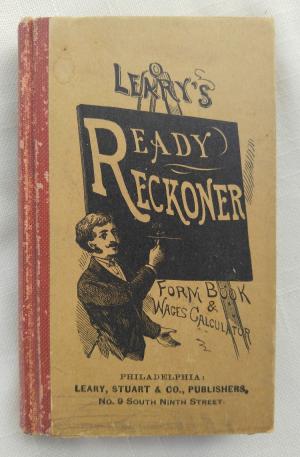 LEARY'S
READY
RECKONER
FORM BOOK
&
WAGES CALCULATOR
PHILADELPHIA:
LEARY, STUART & CO., PUBLISHERS,
No. 9 SOUTH NINTH STREET.